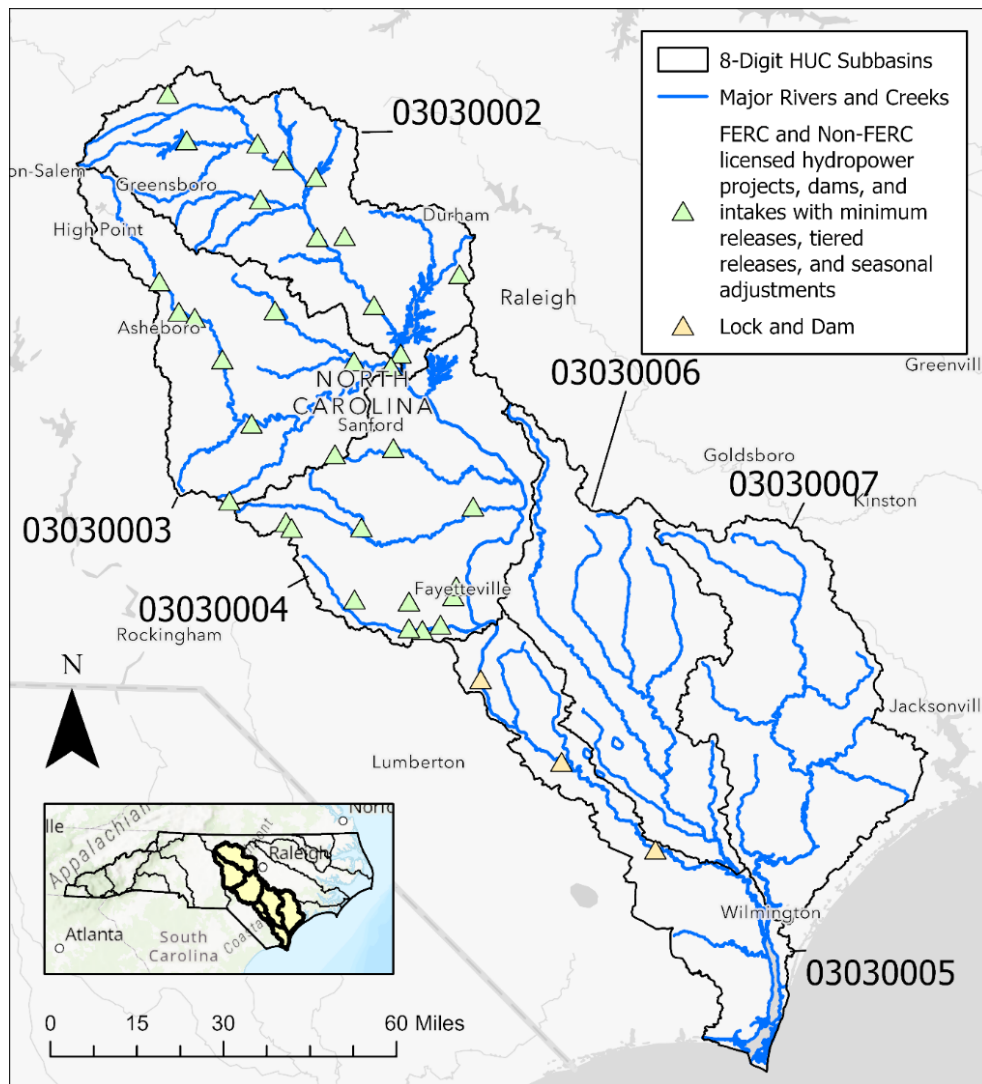 8-Digit HUC Subbasins
Major Rivers and Creeks
FERC and Non-FERC
licensed hydropower
projects, dams, and
intakes with minimum
releases, tiered
releases, and seasonal
adjustments
Lock and Dam
03030002
on-Salem
Greensboro
High Point
Durham
Raleigh
Asheboro
NORTH
CAROLINA
Sanford
03030006
Greenvill
Goldsboro
03030007
Kinston
03030003
03030004
Fayetteville
Rockingham
N
Jacksonvill
Lumberton
Wilmington
03030005
lle
Appalachian
Raleigh
Atlanta
South
Carolina
0 15 30 60 Miles